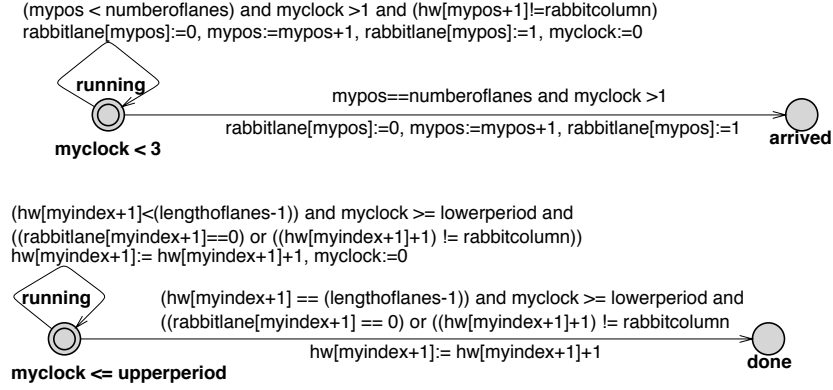 (mypos < numberoflanes) and myclock >1 and (hw[mypos+1]!=rabbitcolumn)
rabbitlane[mypos]:=0, mypos:=mypos+1, rabbitlane[mypos]:=1, myclock:=0
running
mypos==numberoflanes and myclock >1
rabbitlane[mypos]:=0, mypos:=mypos+1, rabbitlane[mypos]:=1
arrived
myclock < 3
(hw[myindex+1]<(lengthoflanes-1)) and myclock >= lowerperiod and
((rabbitlane[myindex+1]==0) or ((hw[myindex+1]+1) != rabbitcolumn))
hw[myindex+1]:= hw[myindex+1]+1, myclock:=0
running
(hw[myindex+1] == (lengthoflanes-1)) and myclock >= lowerperiod and
((rabbitlane[myindex+1] == 0) or ((hw[myindex+1]+1) != rabbitcolumn
hw[myindex+1]:= hw[myindex+1]+1
done
myclock <= upperperiod